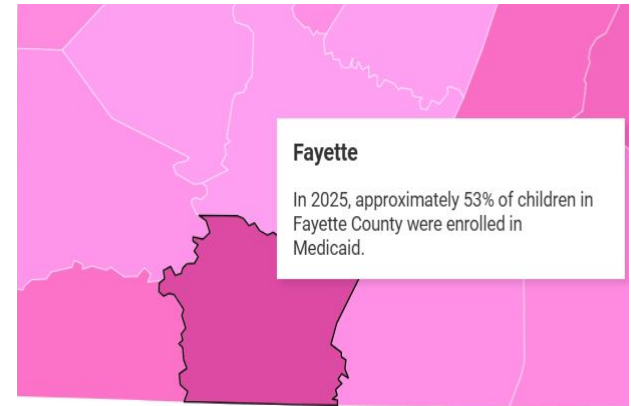 Fayette
In 2025, approximately 53% of children in
Fayette County were enrolled in
Medicaid.